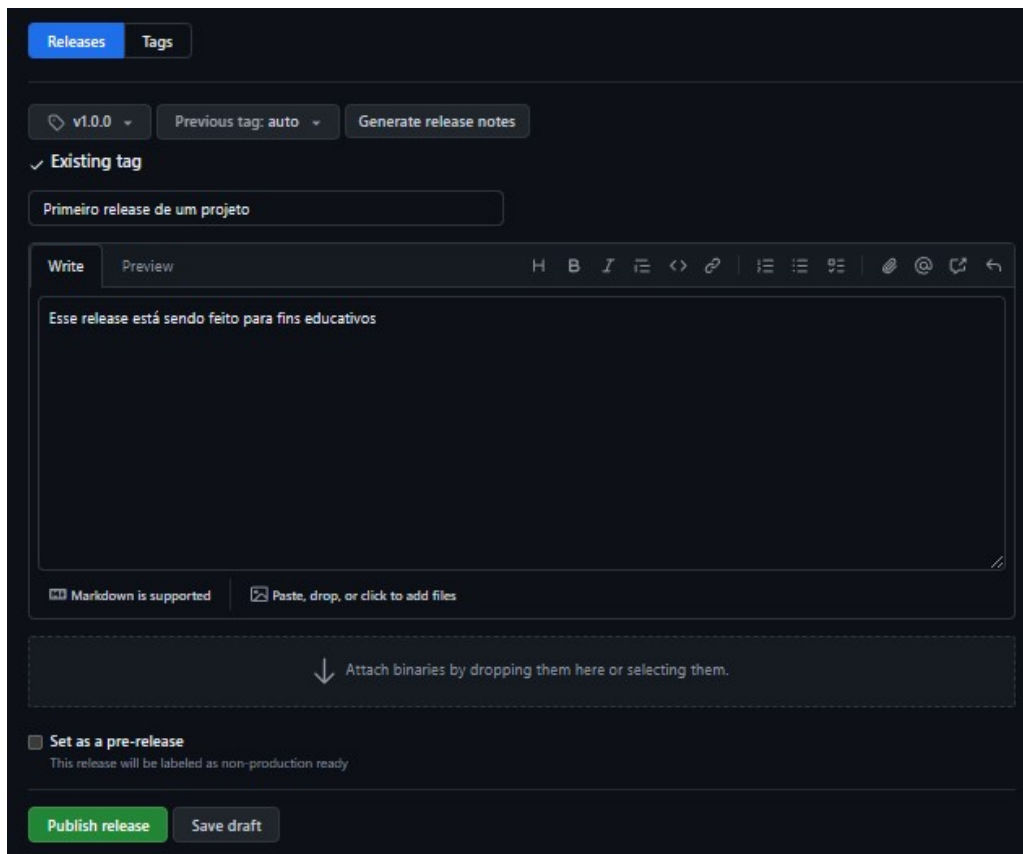 Releases Tags
v1.0.0 Previous tag: auto Generate release notes
Existing tag
Primeiro release de um projeto
Write Preview
Esse release está sendo feito para fins educativos
Markdown is supported Paste, drop, or click to add files
Attach binaries by dropping them here or selecting them.
Set as a pre-release
This release will be labeled as non-production ready
Publish release Save draft